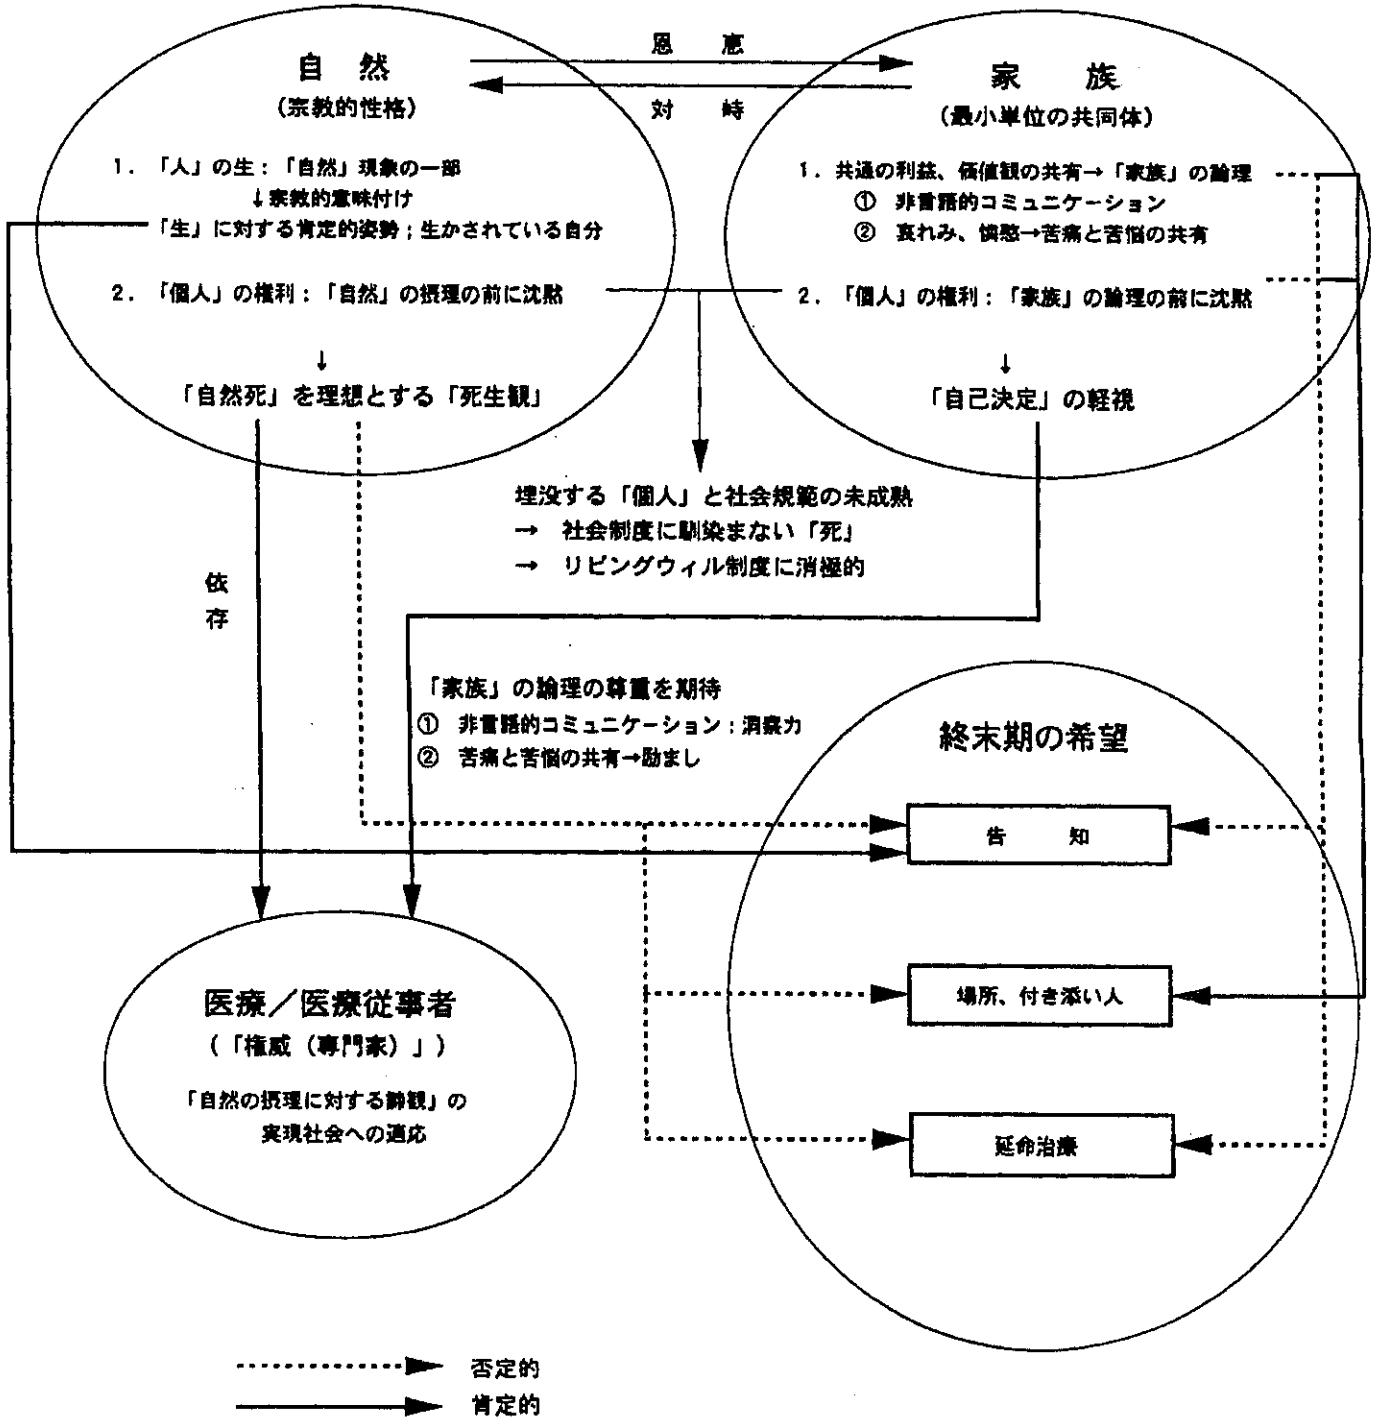 自　然
(宗教的性格)
1．「人」の生：「自然」現象の一部
↓宗教的意味付け
「生」に対する肯定的姿勢；生かされている自分
2．「個人」の権利：「自然」の摂理の前に沈黙
↓
「自然死」を理想とする「死生観」
恩　恵
対　峙
家　族
(最小単位の共同体)
1．共通の利益、価値観の共有→「家族」の論理
①　非言語的コミュニケーション
②　哀れみ、憐愍→苦痛と苦悩の共有
2．「個人」の権利：「家族」の論理の前に沈黙
↓
「自己決定」の軽視
埋没する「個人」と社会規範の未成熟
→　社会制度に馴染まない「死」
→　リビングウィル制度に消極的
依存
「家族」の論理の尊重を期待
①　非言語的コミュニケーション：洞察力
②　苦痛と苦悩の共有→励まし
終末期の希望
告　知
場所、付き添い人
延命治療
医療／医療従事者
(「権威（専門家）」)
「自然の摂理に対する諦観」の
実現社会への適応
否定的
肯定的